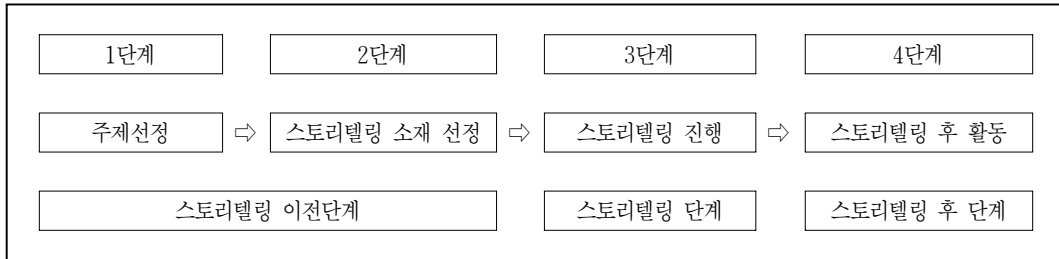 1단계 2단계 3단계 4단계
주제선정 ⇨ 스토리텔링 소재 선정 ⇨ 스토리텔링 진행 ⇨ 스토리텔링 후 활동
스토리텔링 이전단계 스토리텔링 단계 스토리텔링 후 단계